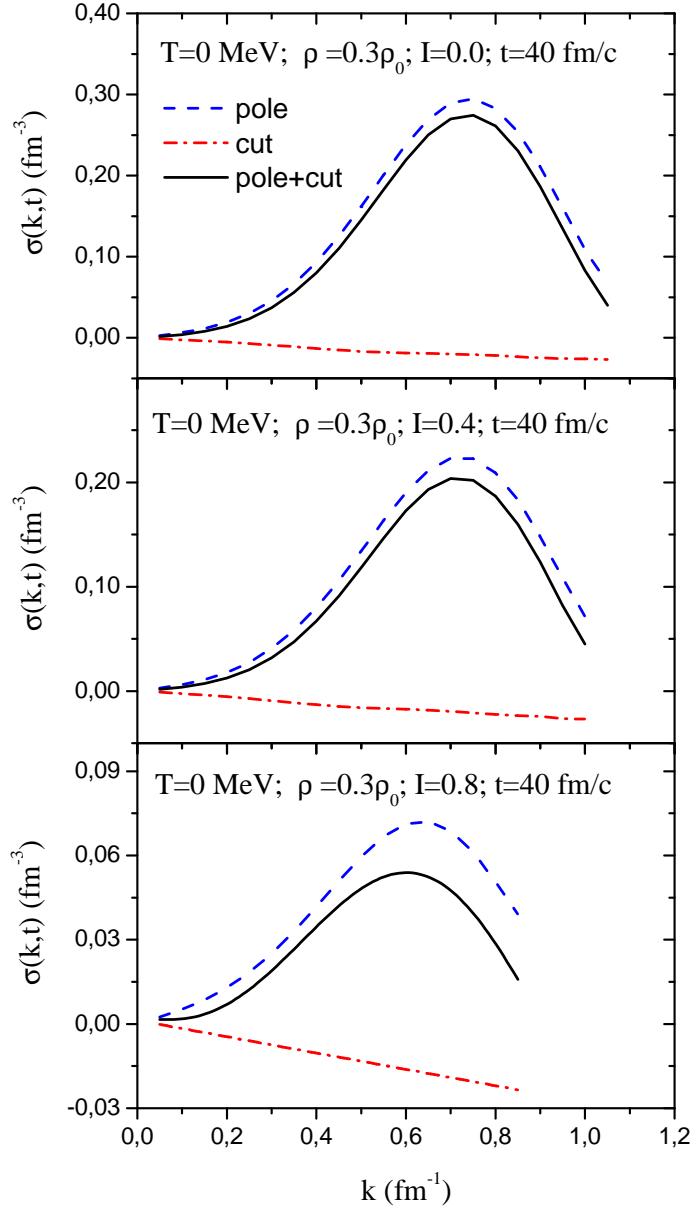 T=0 MeV; ρ =0.3ρ₀; I=0.0; t=40 fm/c
pole
cut
pole+cut
0,40
0,30
0,20
0,10
0,00
σ(k,t) (fm⁻³)
T=0 MeV; ρ =0.3ρ₀; I=0.4; t=40 fm/c
0,20
0,10
0,00
σ(k,t) (fm⁻³)
T=0 MeV; ρ =0.3ρ₀; I=0.8; t=40 fm/c
0,09
0,06
0,03
0,00
-0,03
σ(k,t) (fm⁻³)
0,0 0,2 0,4 0,6 0,8 1,0 1,2
k (fm⁻¹)